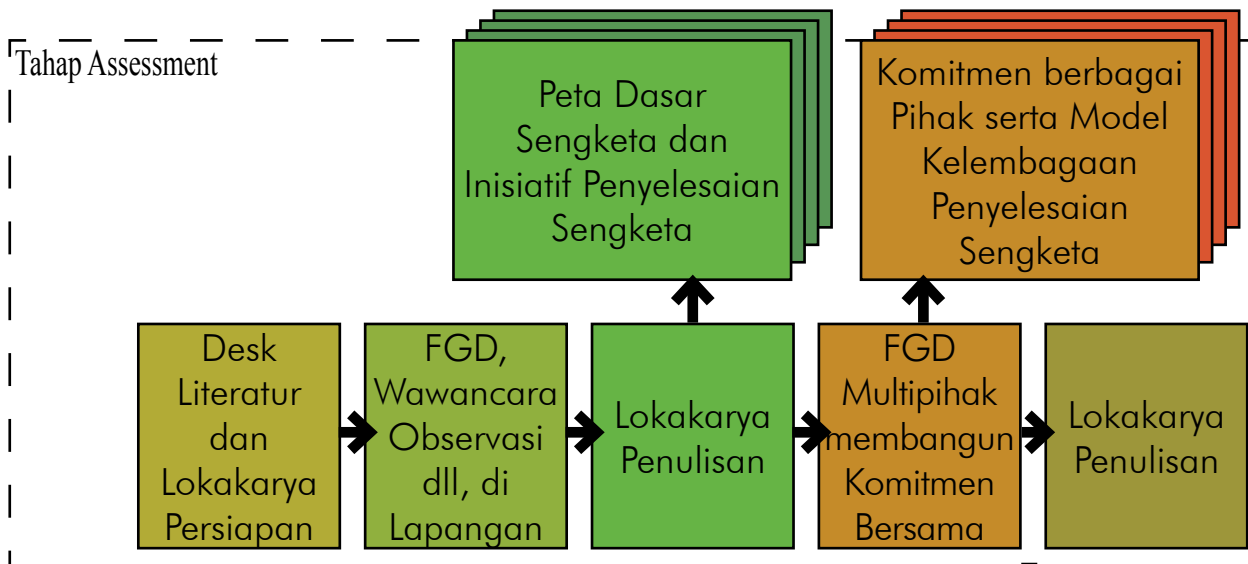 Tahap Assessment
Peta Dasar
Sengketa dan
Inisiatif Penyelesaian
Sengketa
Komitmen berbagai
Pihak serta Model
Kelembagaan
Penyelesaian
Sengketa
Desk
Literatur
dan
Lokakarya
Persiapan
FGD,
Wawancara
Observasi
dll, di
Lapangan
Lokakarya
Penulisan
FGD
Multipihak
membangun
Komitmen
Bersama
Lokakarya
Penulisan